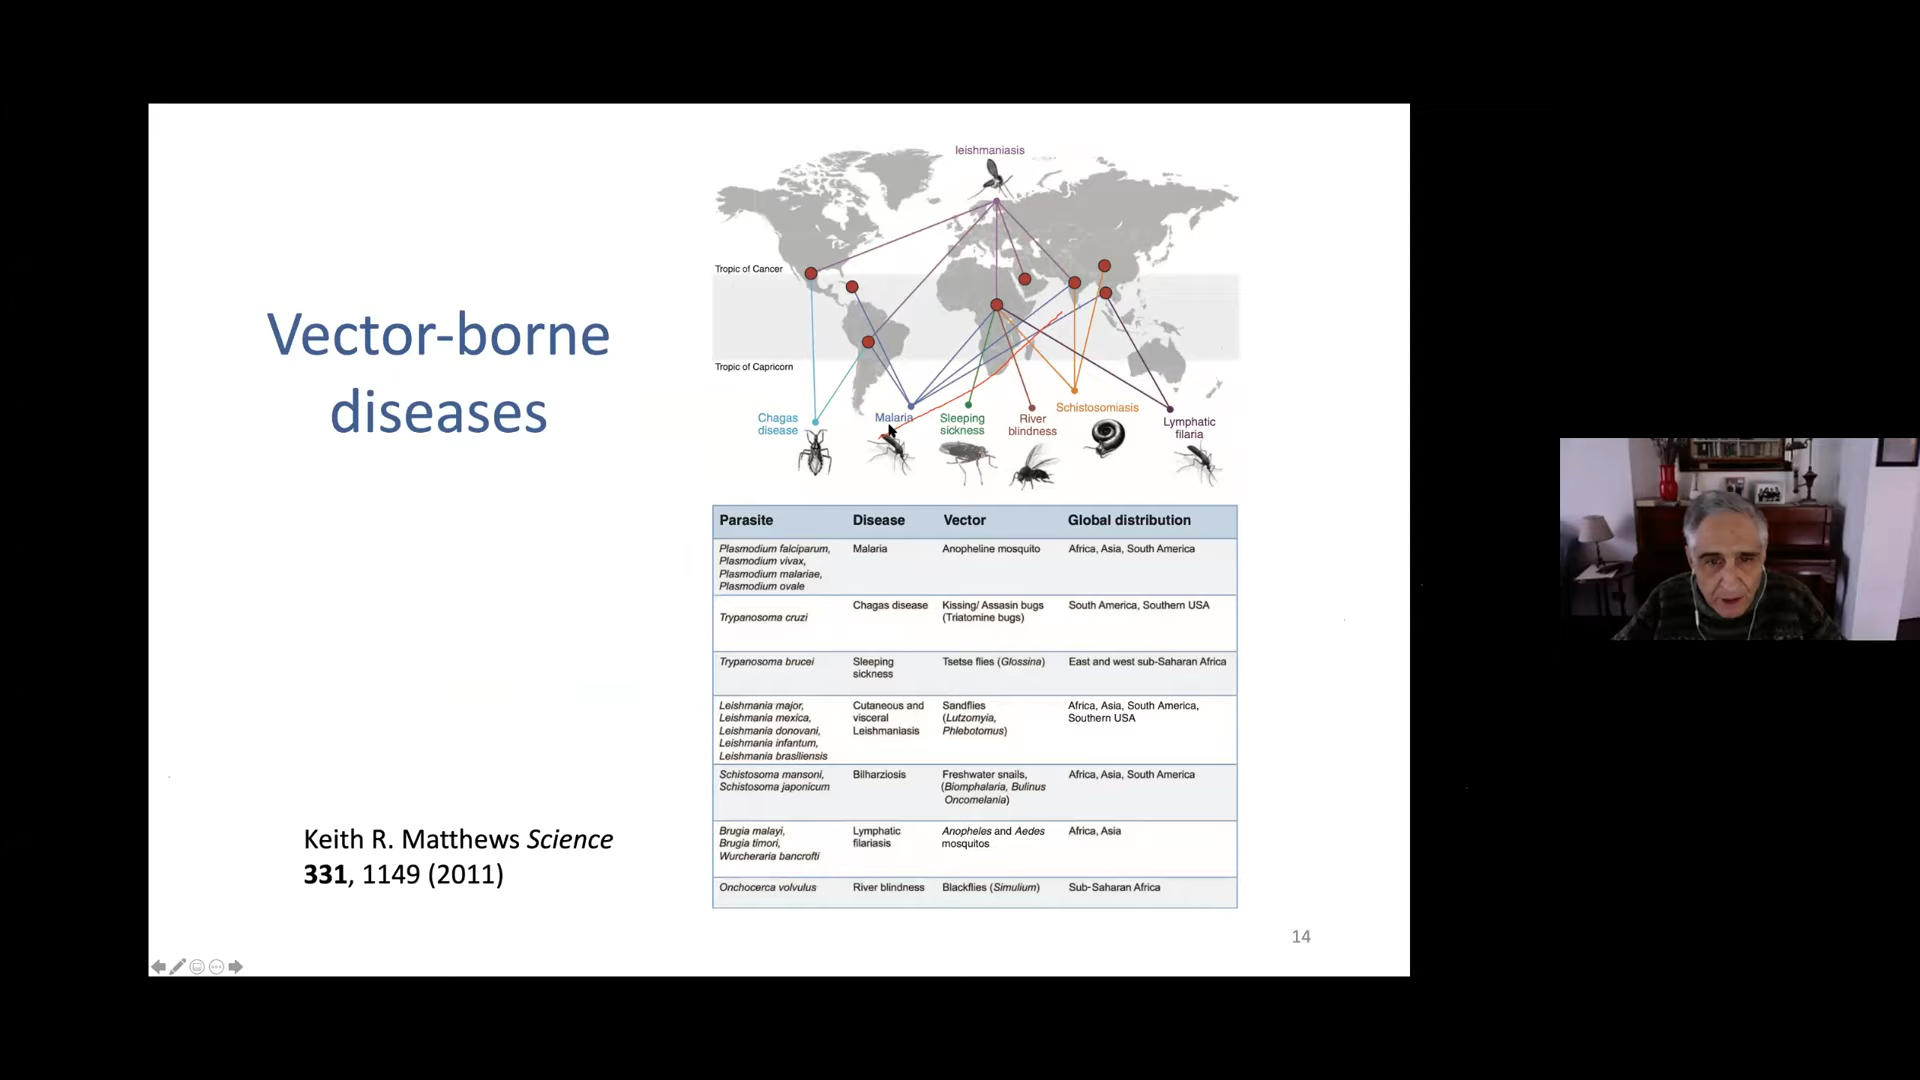 Vector-borne
diseases
Keith R. Matthews Science
331, 1149 (2011)
leishmaniasis
Tropic of Cancer
Tropic of Capricorn
Chagas
disease
Malaria
Sleeping
sickness
River
blindness
Schistosomiasis
Lymphatic
filaria
Parasite Disease Vector Global distribution
Plasmodium falciparum, Malaria Anopheline mosquito Africa, Asia, South America
Plasmodium vivax,
Plasmodium malariae,
Plasmodium ovale
Chagas disease Kissing/ Assasin bugs South America, Southern USA
Trypanosoma cruzi (Triatomine bugs)
Trypanosoma brucei Sleeping Tsetse flies (Glossina) East and west sub-Saharan Africa
sickness
Leishmania major, Cutaneous and Sandflies Africa, Asia, South America,
Leishmania mexica, visceral (Lutzomyia, Southern USA
Leishmania donovani, Leishmaniasis Phlebotomus)
Leishmania infantum,
Leishmania brasiliensis
Schistosoma mansoni, Bilharziosis Freshwater snails, Africa, Asia, South America
Schistosoma japonicum (Biomphalaria, Bulinus
Oncomelania)
Brugia malayi, Lymphatic Anopheles and Aedes Africa, Asia
Brugia timori, filariasis mosquitos
Wurcheraria bancrofti
Onchocerca volvulus River blindness Blackflies (Simulium) Sub-Saharan Africa
14